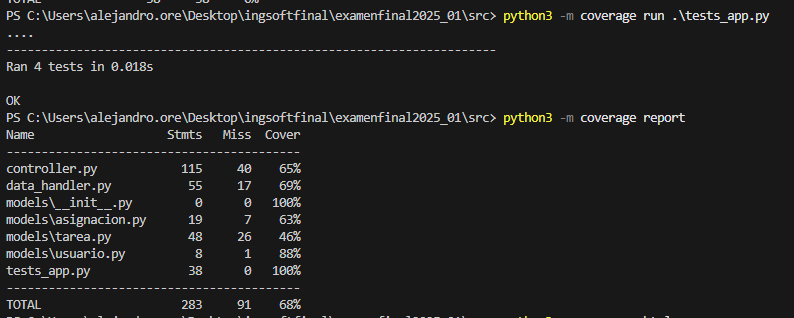 PS C:\Users\alejandro.ore\Desktop\ingsoftfinal\examenfinal2025_01\src> python3 -m coverage run .\tests_app.py
....
----------------------------------------------------------------------
Ran 4 tests in 0.018s
OK
PS C:\Users\alejandro.ore\Desktop\ingsoftfinal\examenfinal2025_01\src> python3 -m coverage report
Name Stmts Miss Cover
------------------------------------------
controller.py 115 40 65%
data_handler.py 55 17 69%
models\__init__.py 0 0 100%
models\asignacion.py 19 7 63%
models\tarea.py 48 26 46%
models\usuario.py 8 1 88%
tests_app.py 38 0 100%
------------------------------------------
TOTAL 283 91 68%